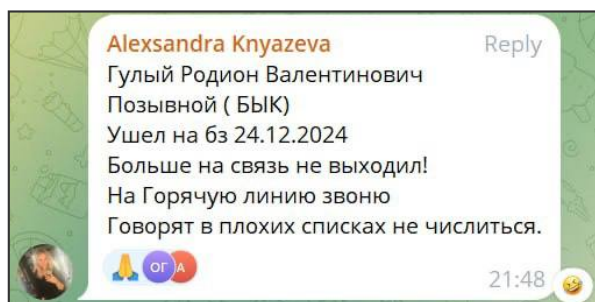 Alexsandra Knyazeva Reply
Гулый Родион Валентинович
Позывной ( БЫК)
Ушел на бз 24.12.2024
Больше на связь не выходил!
На Горячую линию звоню
Говорят в плохих списках не числиться.
ОГ А
21:48